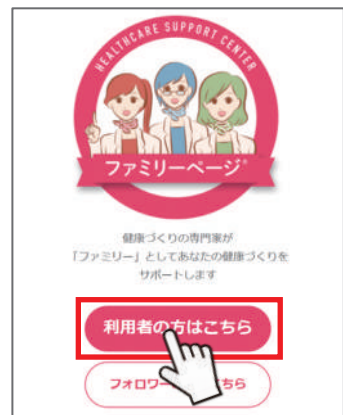 HEALTHCARE SUPPORT CENTER
ファミリーページ®
健康づくりの専門家が
「ファミリー」としてあなたの健康づくりを
サポートします
利用者の方はこちら
フォロワー ちら